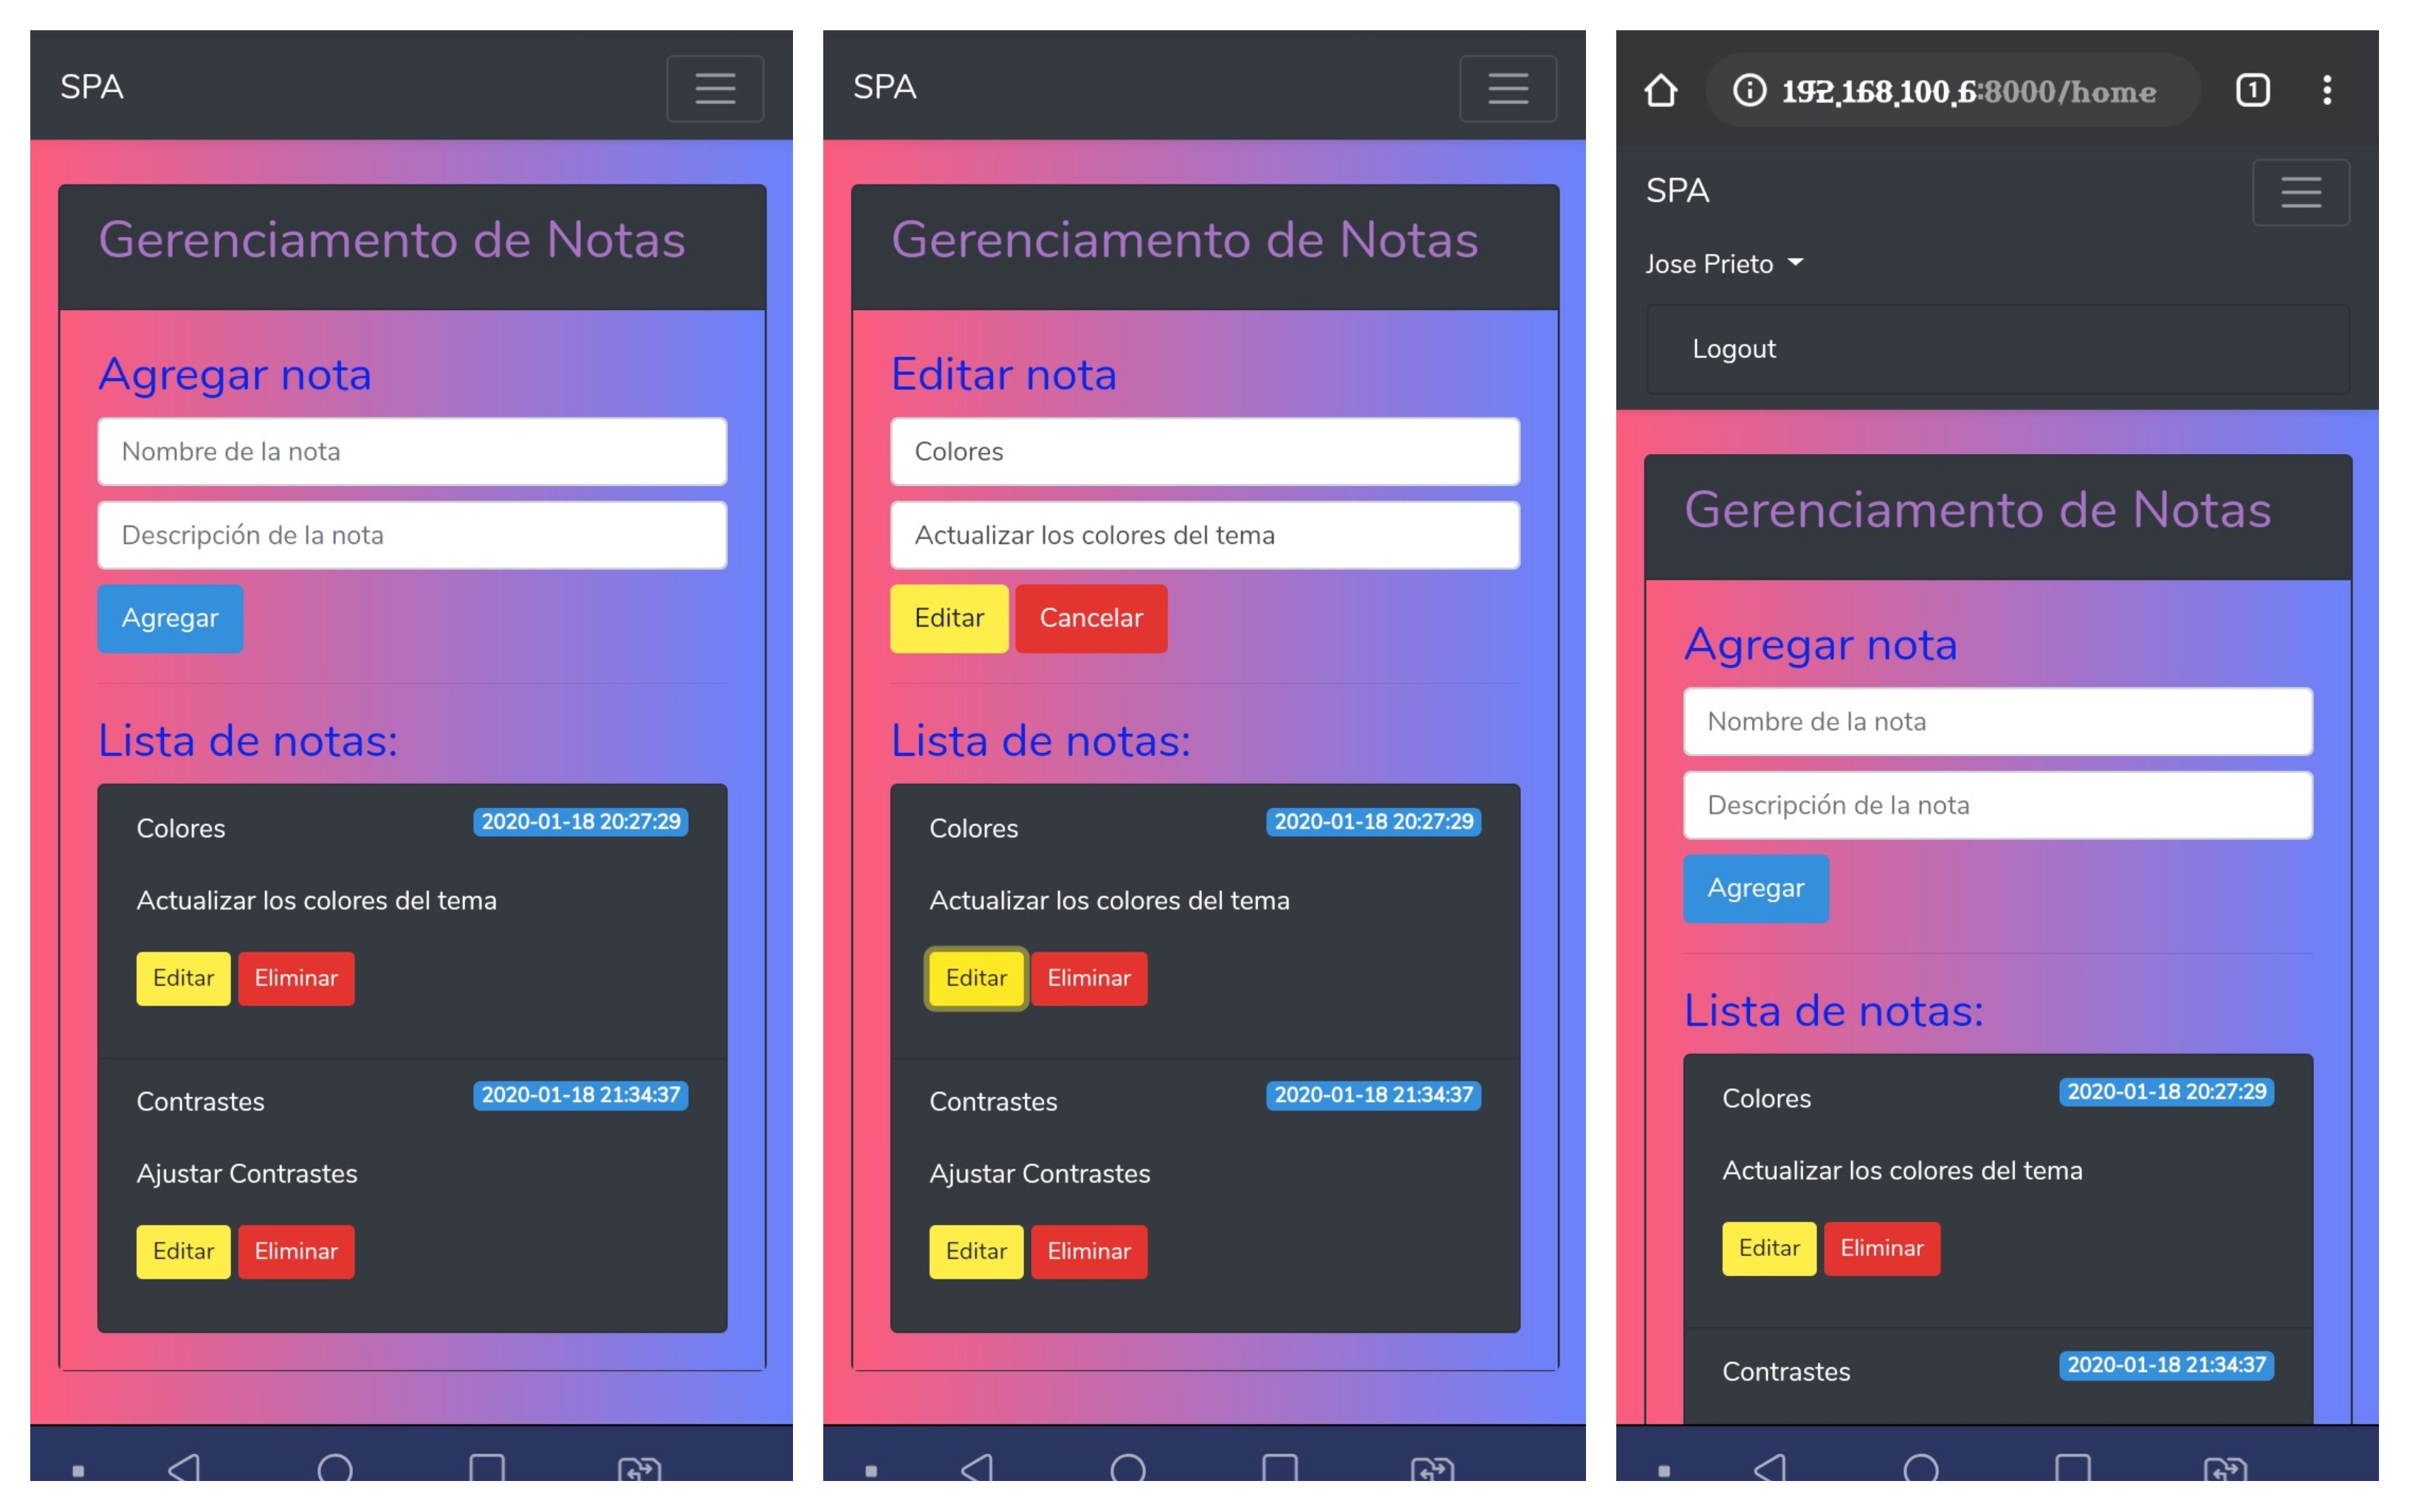 SPA
Gerenciamento de Notas
Agregar nota
Nombre de la nota
Descripción de la nota
Agregar
Lista de notas:
Colores 2020-01-18 20:27:29
Actualizar los colores del tema
Editar Eliminar
Contrastes 2020-01-18 21:34:37
Ajustar Contrastes
Editar Eliminar
SPA
Gerenciamento de Notas
Editar nota
Colores
Actualizar los colores del tema
Editar Cancelar
Lista de notas:
Colores 2020-01-18 20:27:29
Actualizar los colores del tema
Editar Eliminar
Contrastes 2020-01-18 21:34:37
Ajustar Contrastes
Editar Eliminar
192.168.100.6:8000/home 1
SPA
Jose Prieto
Logout
Gerenciamento de Notas
Agregar nota
Nombre de la nota
Descripción de la nota
Agregar
Lista de notas:
Colores 2020-01-18 20:27:29
Actualizar los colores del tema
Editar Eliminar
Contrastes 2020-01-18 21:34:37